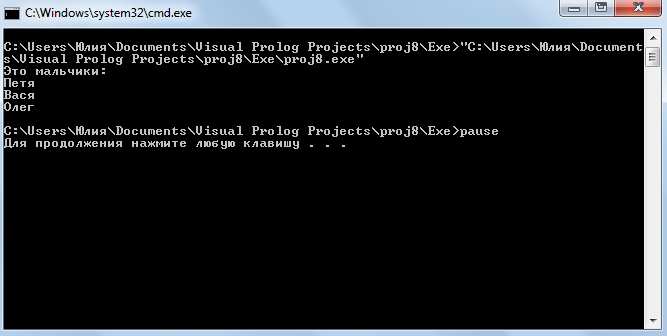 C:\Windows\system32\cmd.exe
C:\Users\Юлия\Documents\Visual Prolog Projects\proj8\Exe>"C:\Users\Юлия\Document
s\Visual Prolog Projects\proj8\Exe\proj8.exe"
Это мальчики:
Петя
Вася
Олег
C:\Users\Юлия\Documents\Visual Prolog Projects\proj8\Exe>pause
Для продолжения нажмите любую клавишу . . .